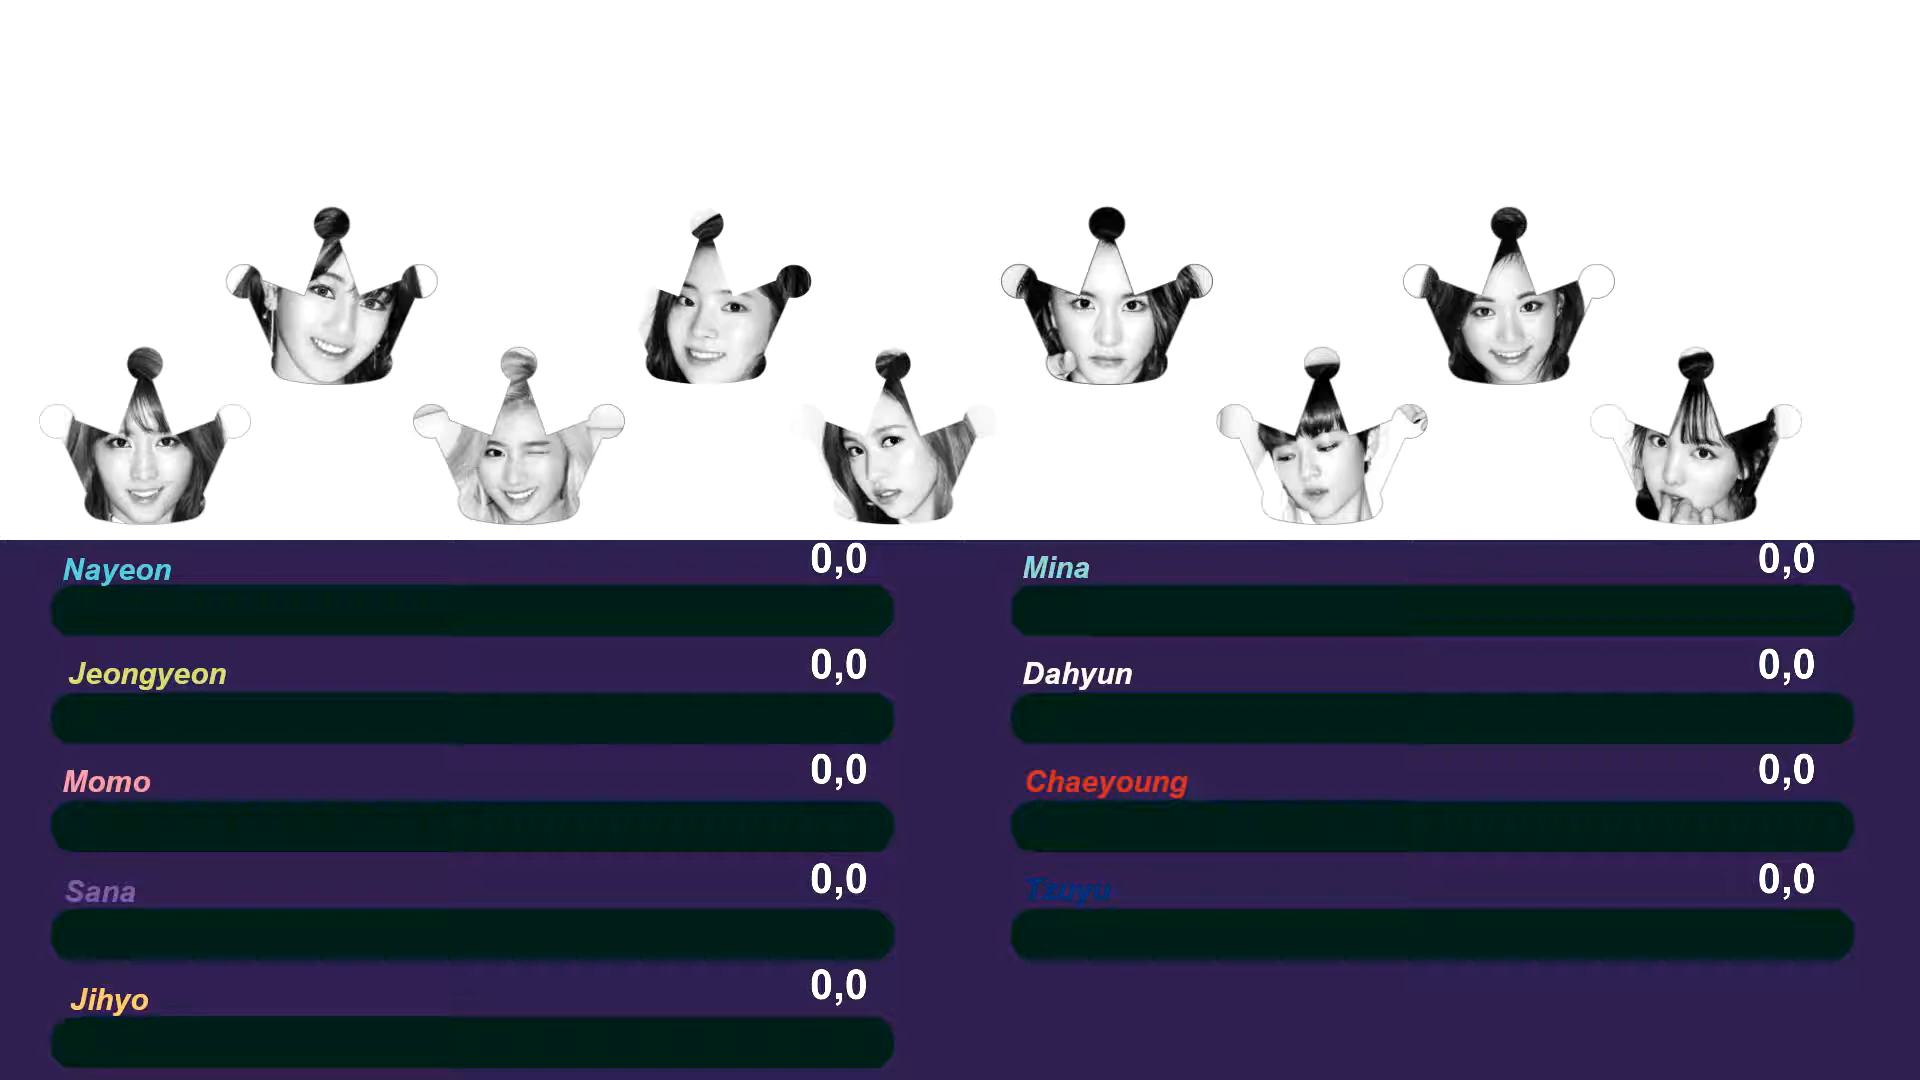 Nayeon 0,0
Jeongyeon 0,0
Momo 0,0
Sana 0,0
Jihyo 0,0
Mina 0,0
Dahyun 0,0
Chaeyoung 0,0
Tzuyu 0,0